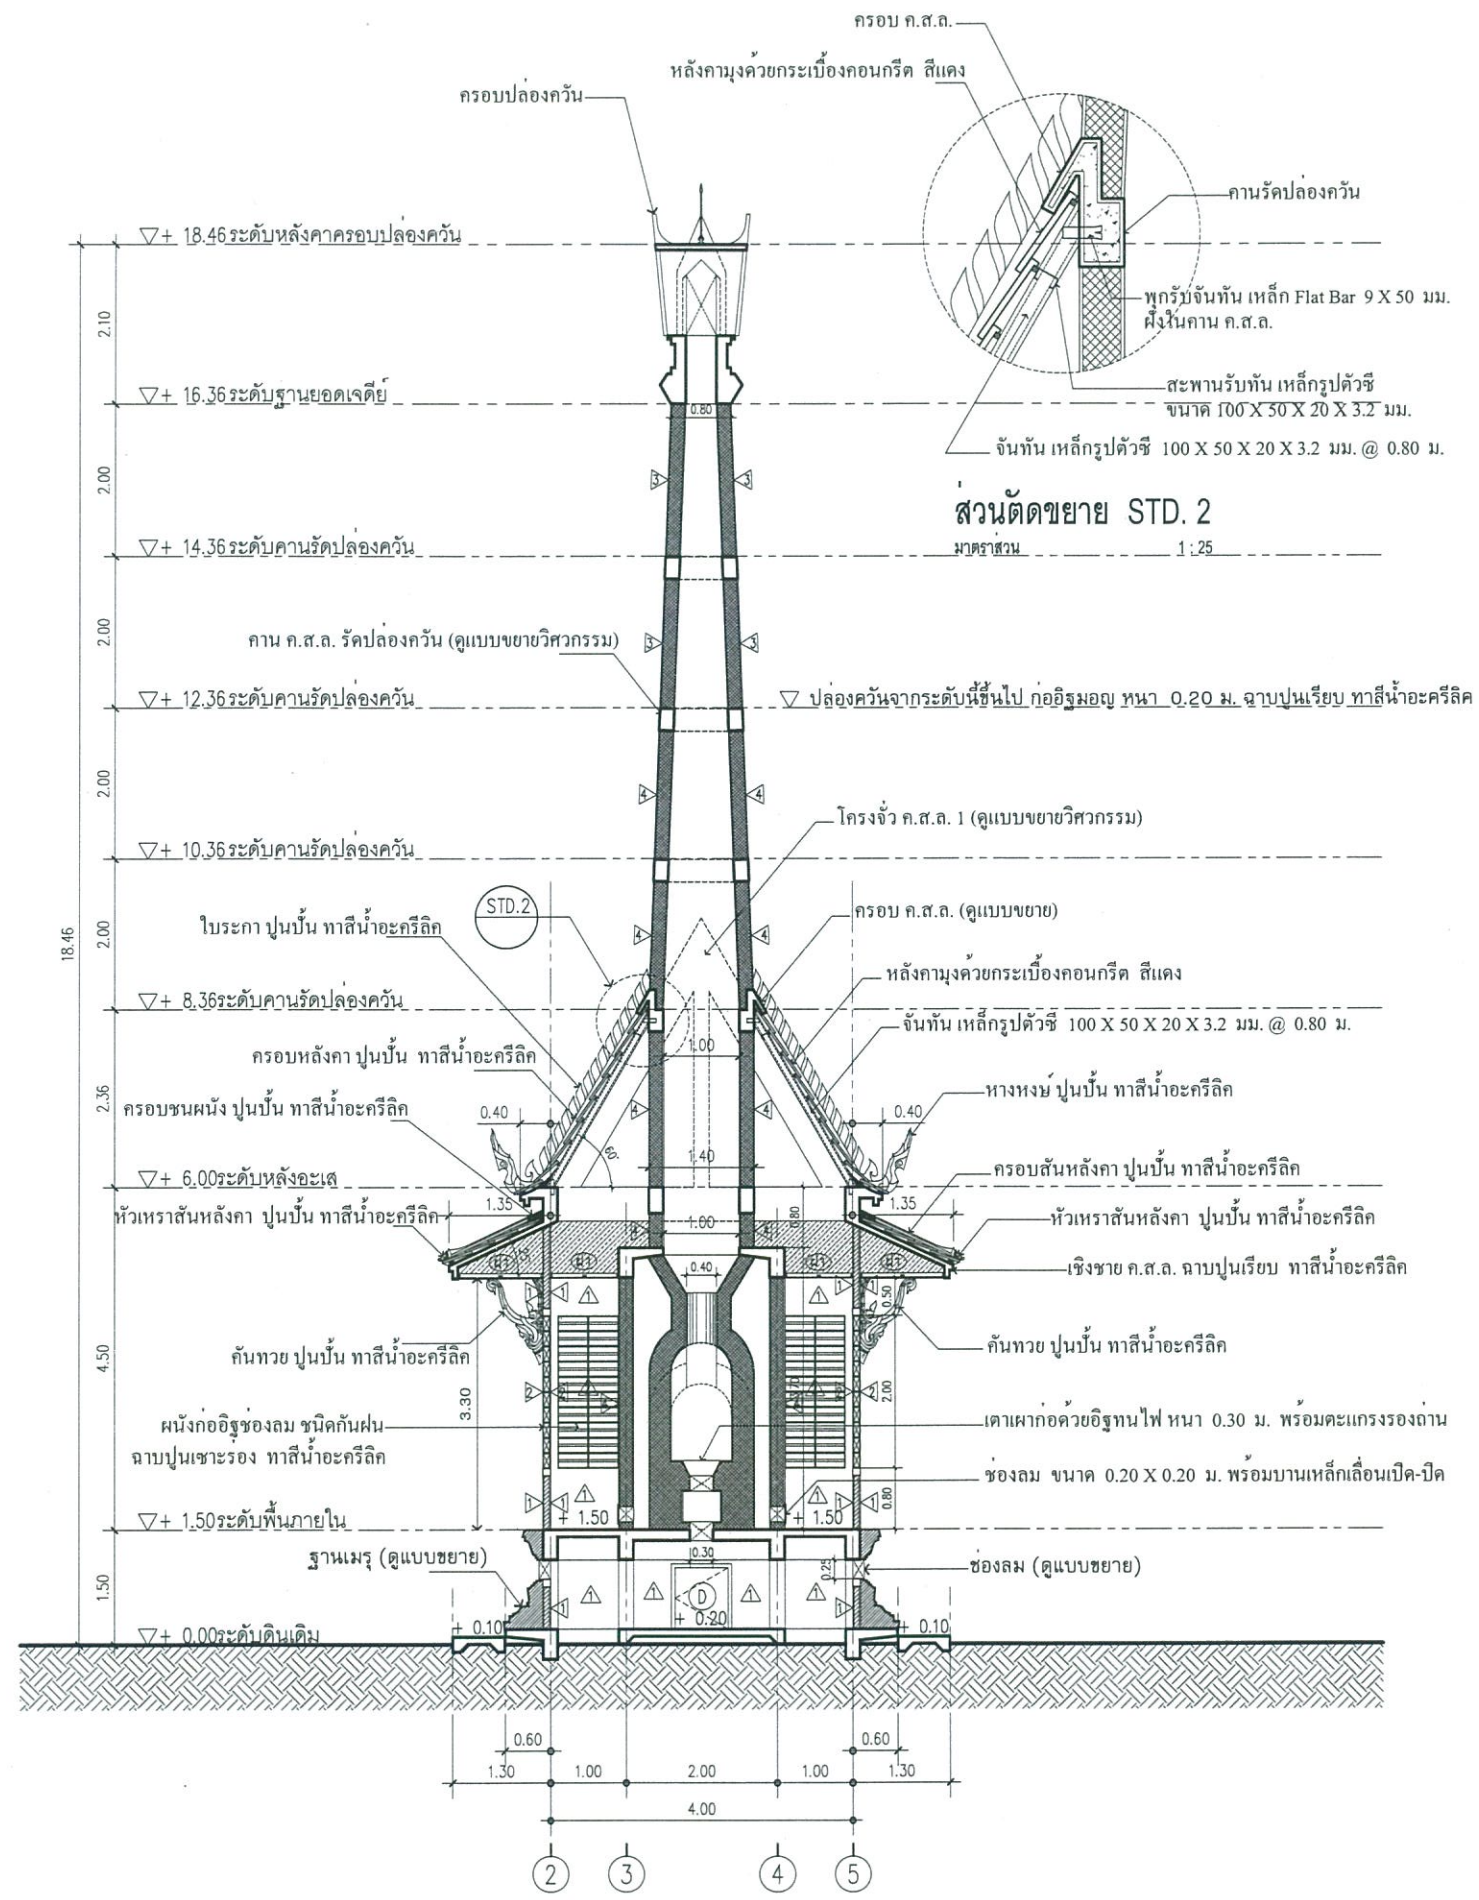 ครอบ ค.ส.ล.
หลังคามุงด้วยกระเบื้องคอนกรีต สีแดง
ครอบปล่องควัน
คานรัดปล่องควัน
พุกรับจันทัน เหล็ก Flat Bar 9 X 50 มม.
ฝังในคาน ค.ส.ล.
สะพานรับทัน เหล็กรูปตัวซี
ขนาด 100 X 50 X 20 X 3.2 มม.
จันทัน เหล็กรูปตัวซี 100 X 50 X 20 X 3.2 มม. @ 0.80 ม.
ส่วนตัดขยาย STD. 2
มาตราส่วน 1 : 25
+ 18.46 ระดับหลังคาครอบปล่องควัน
2.10
+ 16.36 ระดับฐานยอดเจดีย์
0.80
2.00
3 3
+ 14.36 ระดับคานรัดปล่องควัน
2.00
คาน ค.ส.ล. รัดปล่องควัน (ดูแบบขยายวิศวกรรม)
3 3
+ 12.36 ระดับคานรัดปล่องควัน
ปล่องควันจากระดับนี้ขึ้นไป ก่ออิฐมอญ หนา 0.20 ม. ฉาบปูนเรียบ ทาสีน้ำอะครีลิค
2.00
4 4
โครงจั่ว ค.ส.ล. 1 (ดูแบบขยายวิศวกรรม)
+ 10.36 ระดับคานรัดปล่องควัน
18.46
2.00
STD.2
ครอบ ค.ส.ล. (ดูแบบขยาย)
ใบระกา ปูนปั้น ทาสีน้ำอะครีลิค
4 4
หลังคามุงด้วยกระเบื้องคอนกรีต สีแดง
+ 8.36 ระดับคานรัดปล่องควัน
จันทัน เหล็กรูปตัวซี 100 X 50 X 20 X 3.2 มม. @ 0.80 ม.
1.00
ครอบหลังคา ปูนปั้น ทาสีน้ำอะครีลิค
2.36
หางหงษ์ ปูนปั้น ทาสีน้ำอะครีลิค
ครอบชนผนัง ปูนปั้น ทาสีน้ำอะครีลิค
0.40 4 4 0.40
60°
1.40
ครอบสันหลังคา ปูนปั้น ทาสีน้ำอะครีลิค
+ 6.00 ระดับหลังอะเส
1.35 1.35
หัวเหราสันหลังคา ปูนปั้น ทาสีน้ำอะครีลิค
หัวเหราสันหลังคา ปูนปั้น ทาสีน้ำอะครีลิค
0.80
4 1.00 4
0.40
เชิงชาย ค.ส.ล. ฉาบปูนเรียบ ทาสีน้ำอะครีลิค
1 1 1 1 1 1
0.50
4.50
3.30
คันทวย ปูนปั้น ทาสีน้ำอะครีลิค
คันทวย ปูนปั้น ทาสีน้ำอะครีลิค
2 2 2 2
2.00
ผนังก่ออิฐช่องลม ชนิดกันฝน
ฉาบปูนเซาะร่อง ทาสีน้ำอะครีลิค
เตาเผาก่อด้วยอิฐทนไฟ หนา 0.30 ม. พร้อมตะแกรงรองถ่าน
ช่องลม ขนาด 0.20 X 0.20 ม. พร้อมบานเหล็กเลื่อนเปิด-ปิด
0.80
1 1 1 1 1 1
+ 1.50 + 1.50
+ 1.50 ระดับพื้นภายใน
ฐานเมรุ (ดูแบบขยาย)
0.30
0.25
ช่องลม (ดูแบบขยาย)
1.50
1 1 1 D 1 1 1
+ 0.20
+ 0.10 + 0.10
+ 0.00 ระดับดินเดิม
0.60 0.60
1.30 1.00 2.00 1.00 1.30
4.00
2 3 4 5